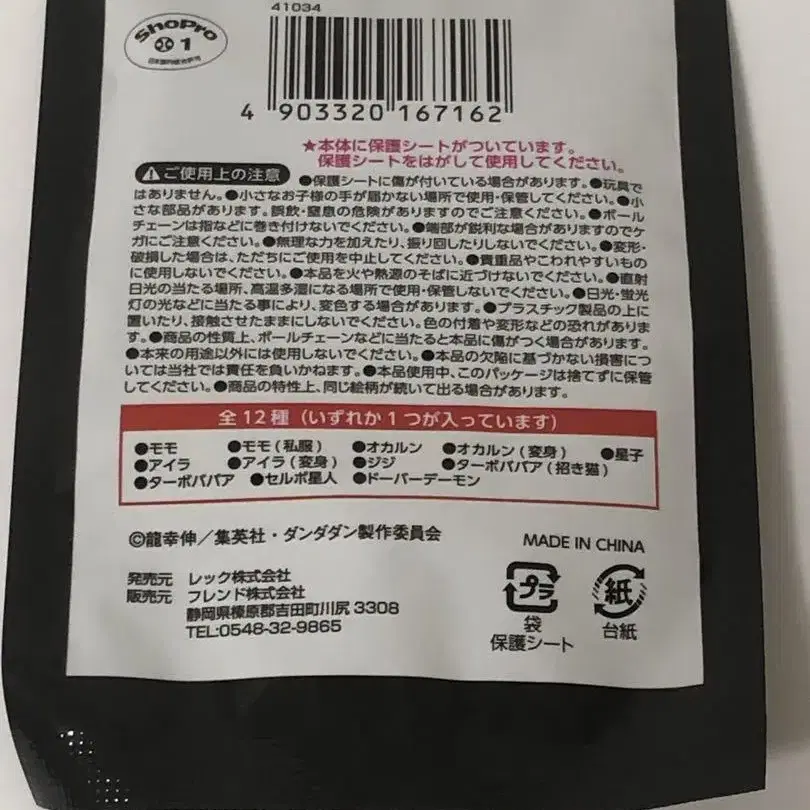 41034
ShoPro
1
日本国内統合許可
4 903320 167162
★本体に保護シートがついています。
保護シートをはがして使用してください。
ご使用上の注意 ●保護シートに傷が付いている場合があります。●玩具で
はありません。●小さなお子様の手が届かない場所で使用・保管してください。●小
さな部品があります。誤飲・窒息の危険がありますのでご注意ください。●ボール
チェーンは指などに巻き付けないでください。●端部が鋭利な場合がありますのでケ
ガにご注意ください。●無理な力を加えたり、振り回したりしないでください。●変形・
破損した場合は、ただちにご使用を中止してください。●貴重品やこわれやすいもの
に使用しないでください。●本品を火や熱源のそばに近づけないでください。●直射
日光の当たる場所、高温多湿になる場所で使用・保管しないでください。●日光・蛍光
灯の光などに当たる事により、変色する場合があります。●プラスチック製品の上に
置いたり、接触させたままにしないでください。色の付着や変形などの恐れがありま
す。●商品の性質上、ボールチェーンなどに当たると本品に傷がつく場合があります。
●本来の用途以外には使用しないでください。●本品の欠陥に基づかない損害につ
いては当社では責任を負いかねます。●本品使用中、このパッケージは捨てずに保管
してください。●商品の特性上、同じ絵柄が続いて出る場合があります。
全12種（いずれか1つが入っています）
●モモ ●モモ（私服） ●オカルン ●オカルン（変身） ●星子
●アイラ ●アイラ（変身） ●ジジ ●ターボババア（招き猫）
●ターボババア ●セルポ星人 ●ドーバーデーモン
©龍幸伸／集英社・ダンダダン製作委員会
MADE IN CHINA
発売元 レック株式会社
販売元 フレンド株式会社
静岡県榛原郡吉田町川尻 3308
TEL:0548-32-9865
プラ
袋
保護シート
紙
台紙